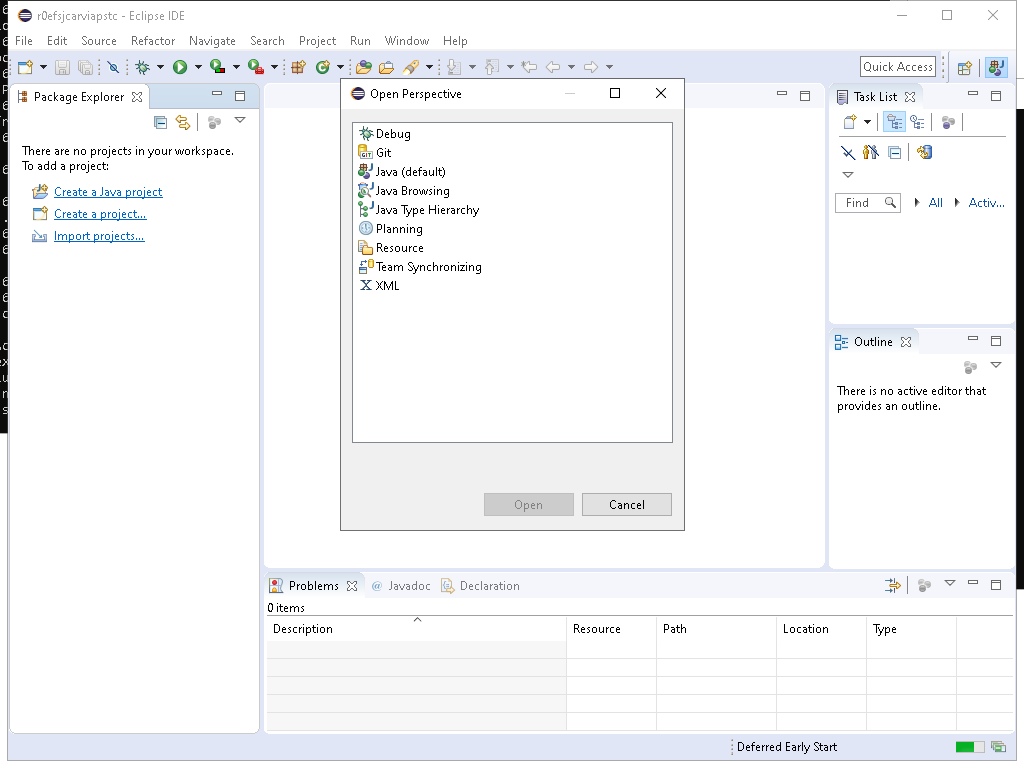 r0efsjcarviapstc - Eclipse IDE
File Edit Source Refactor Navigate Search Project Run Window Help
Quick Access
Package Explorer
There are no projects in your workspace.
To add a project:
Create a Java project
Create a project...
Import projects...
Open Perspective
Debug
Git
Java (default)
Java Browsing
Java Type Hierarchy
Planning
Resource
Team Synchronizing
XML
Open Cancel
Task List
Find All Activ...
Outline
There is no active editor that
provides an outline.
Problems @ Javadoc Declaration
0 items
Description Resource Path Location Type
Deferred Early Start